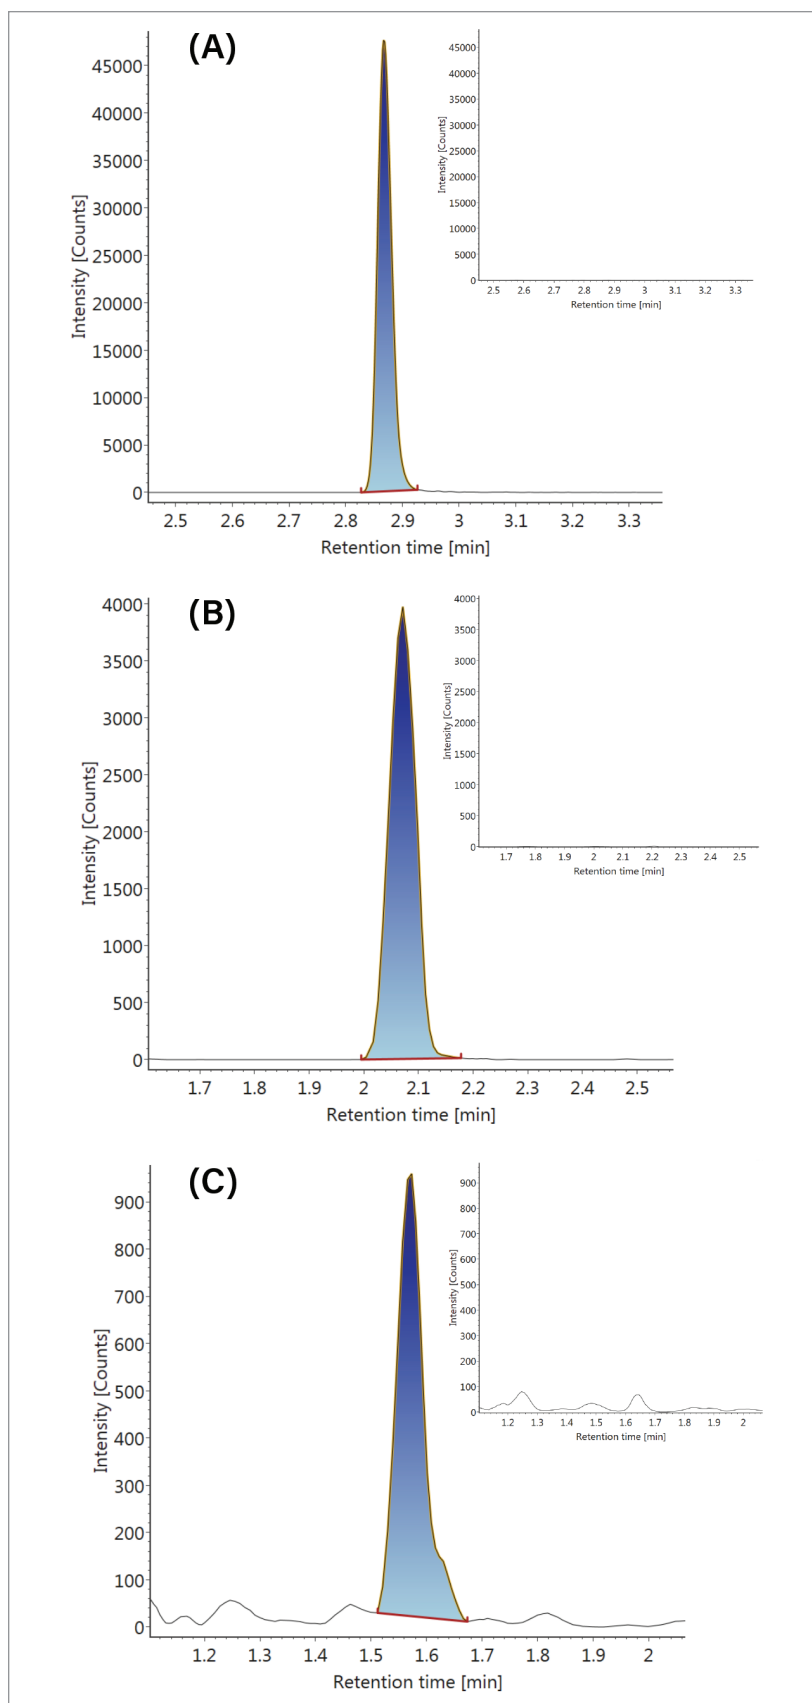 (A)
Intensity [Counts]
45000
40000
35000
30000
25000
20000
15000
10000
5000
0
2.5 2.6 2.7 2.8 2.9 3 3.1 3.2 3.3
Retention time [min]
Intensity [Counts]
45000
40000
35000
30000
25000
20000
15000
10000
5000
0
2.5 2.6 2.7 2.8 2.9 3 3.1 3.2 3.3
Retention time [min]
(B)
Intensity [Counts]
4000
3500
3000
2500
2000
1500
1000
500
0
1.7 1.8 1.9 2 2.1 2.2 2.3 2.4 2.5
Retention time [min]
Intensity [Counts]
4000
3500
3000
2500
2000
1500
1000
500
0
1.7 1.8 1.9 2 2.1 2.2 2.3 2.4 2.5
Retention time [min]
(C)
Intensity [Counts]
900
800
700
600
500
400
300
200
100
0
1.2 1.3 1.4 1.5 1.6 1.7 1.8 1.9 2
Retention time [min]
Intensity [Counts]
900
800
700
600
500
400
300
200
100
0
1.2 1.3 1.4 1.5 1.6 1.7 1.8 1.9 2
Retention time [min]